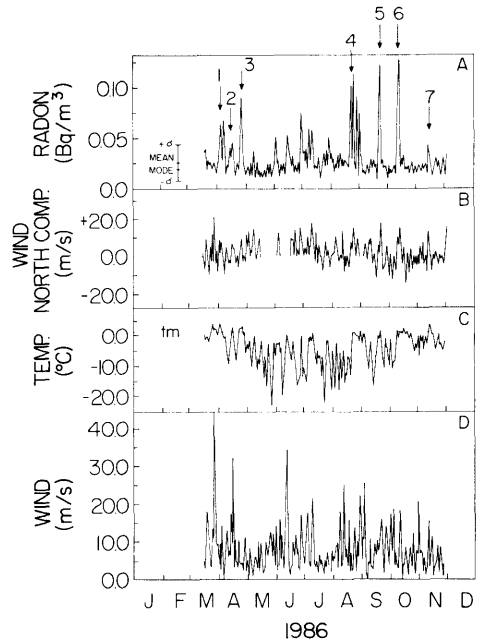 5 6
1 2 3 4 7
A
RADON
(Bq/m³)
0.10
0.05
0.0
+σ
MEAN
MODE
-σ
B
WIND
NORTH COMP.
(m/s)
+20.0
0.0
-20.0
C
TEMP.
(°C)
tm
0.0
-10.0
-20.0
D
WIND
(m/s)
40.0
30.0
20.0
10.0
0.0
J F M A M J J A S O N D
1986